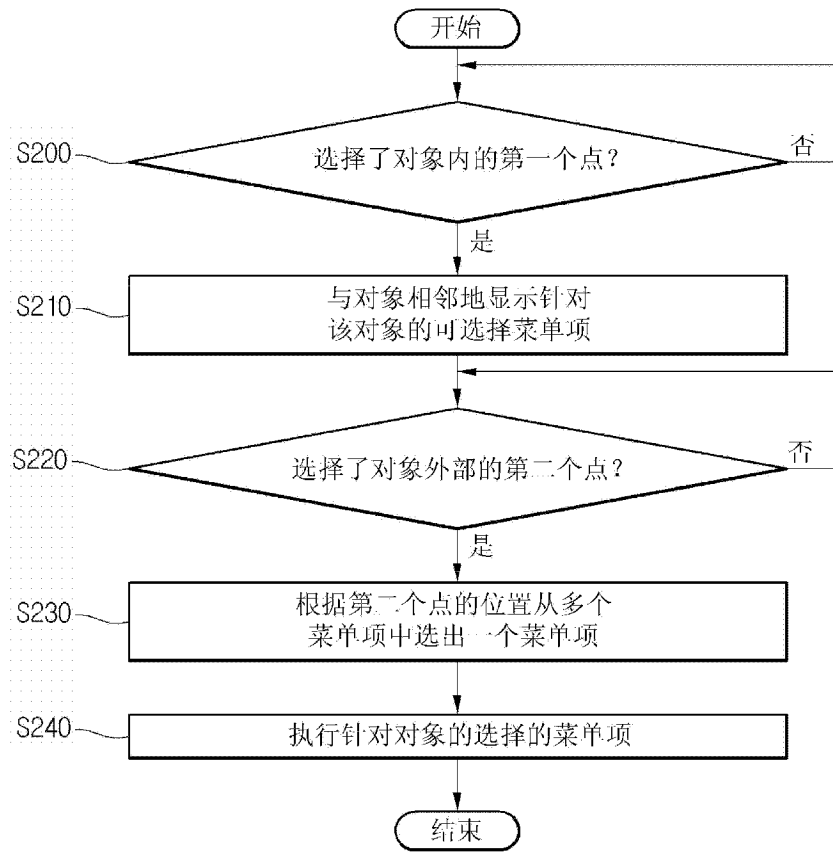 开始
S200
选择了对象内的第一个点?
否
是
S210
与对象相邻地显示针对
该对象的可选择菜单项
S220
选择了对象外部的第二个点?
否
是
S230
根据第二个点的位置从多个
菜单项中选出一个菜单项
S240
执行针对对象的选择的菜单项
结束